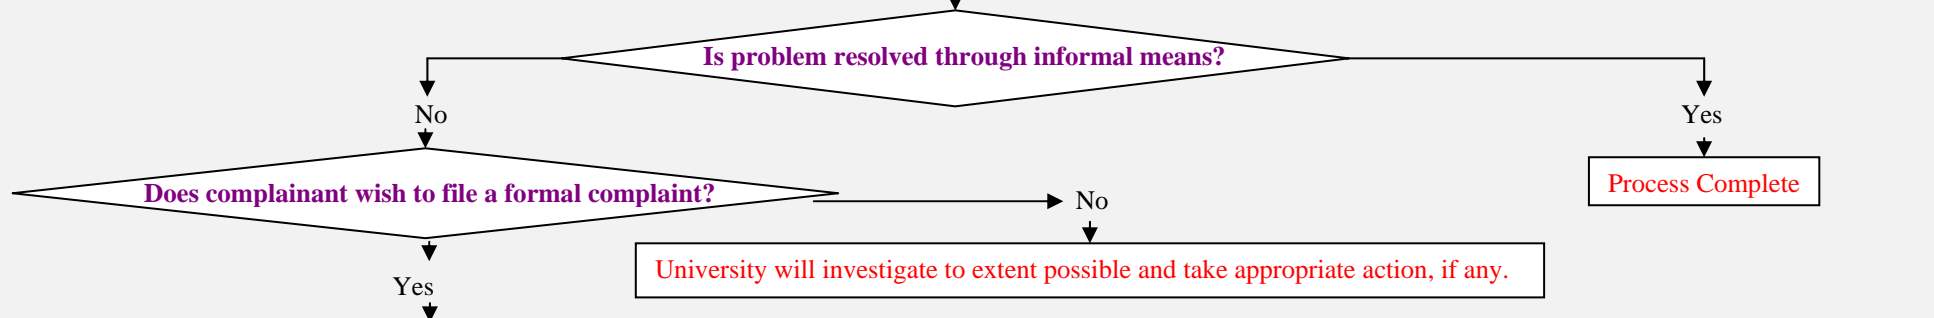 Is problem resolved through informal means?
No
Yes
Does complainant wish to file a formal complaint?
No
Process Complete
University will investigate to extent possible and take appropriate action, if any.
Yes